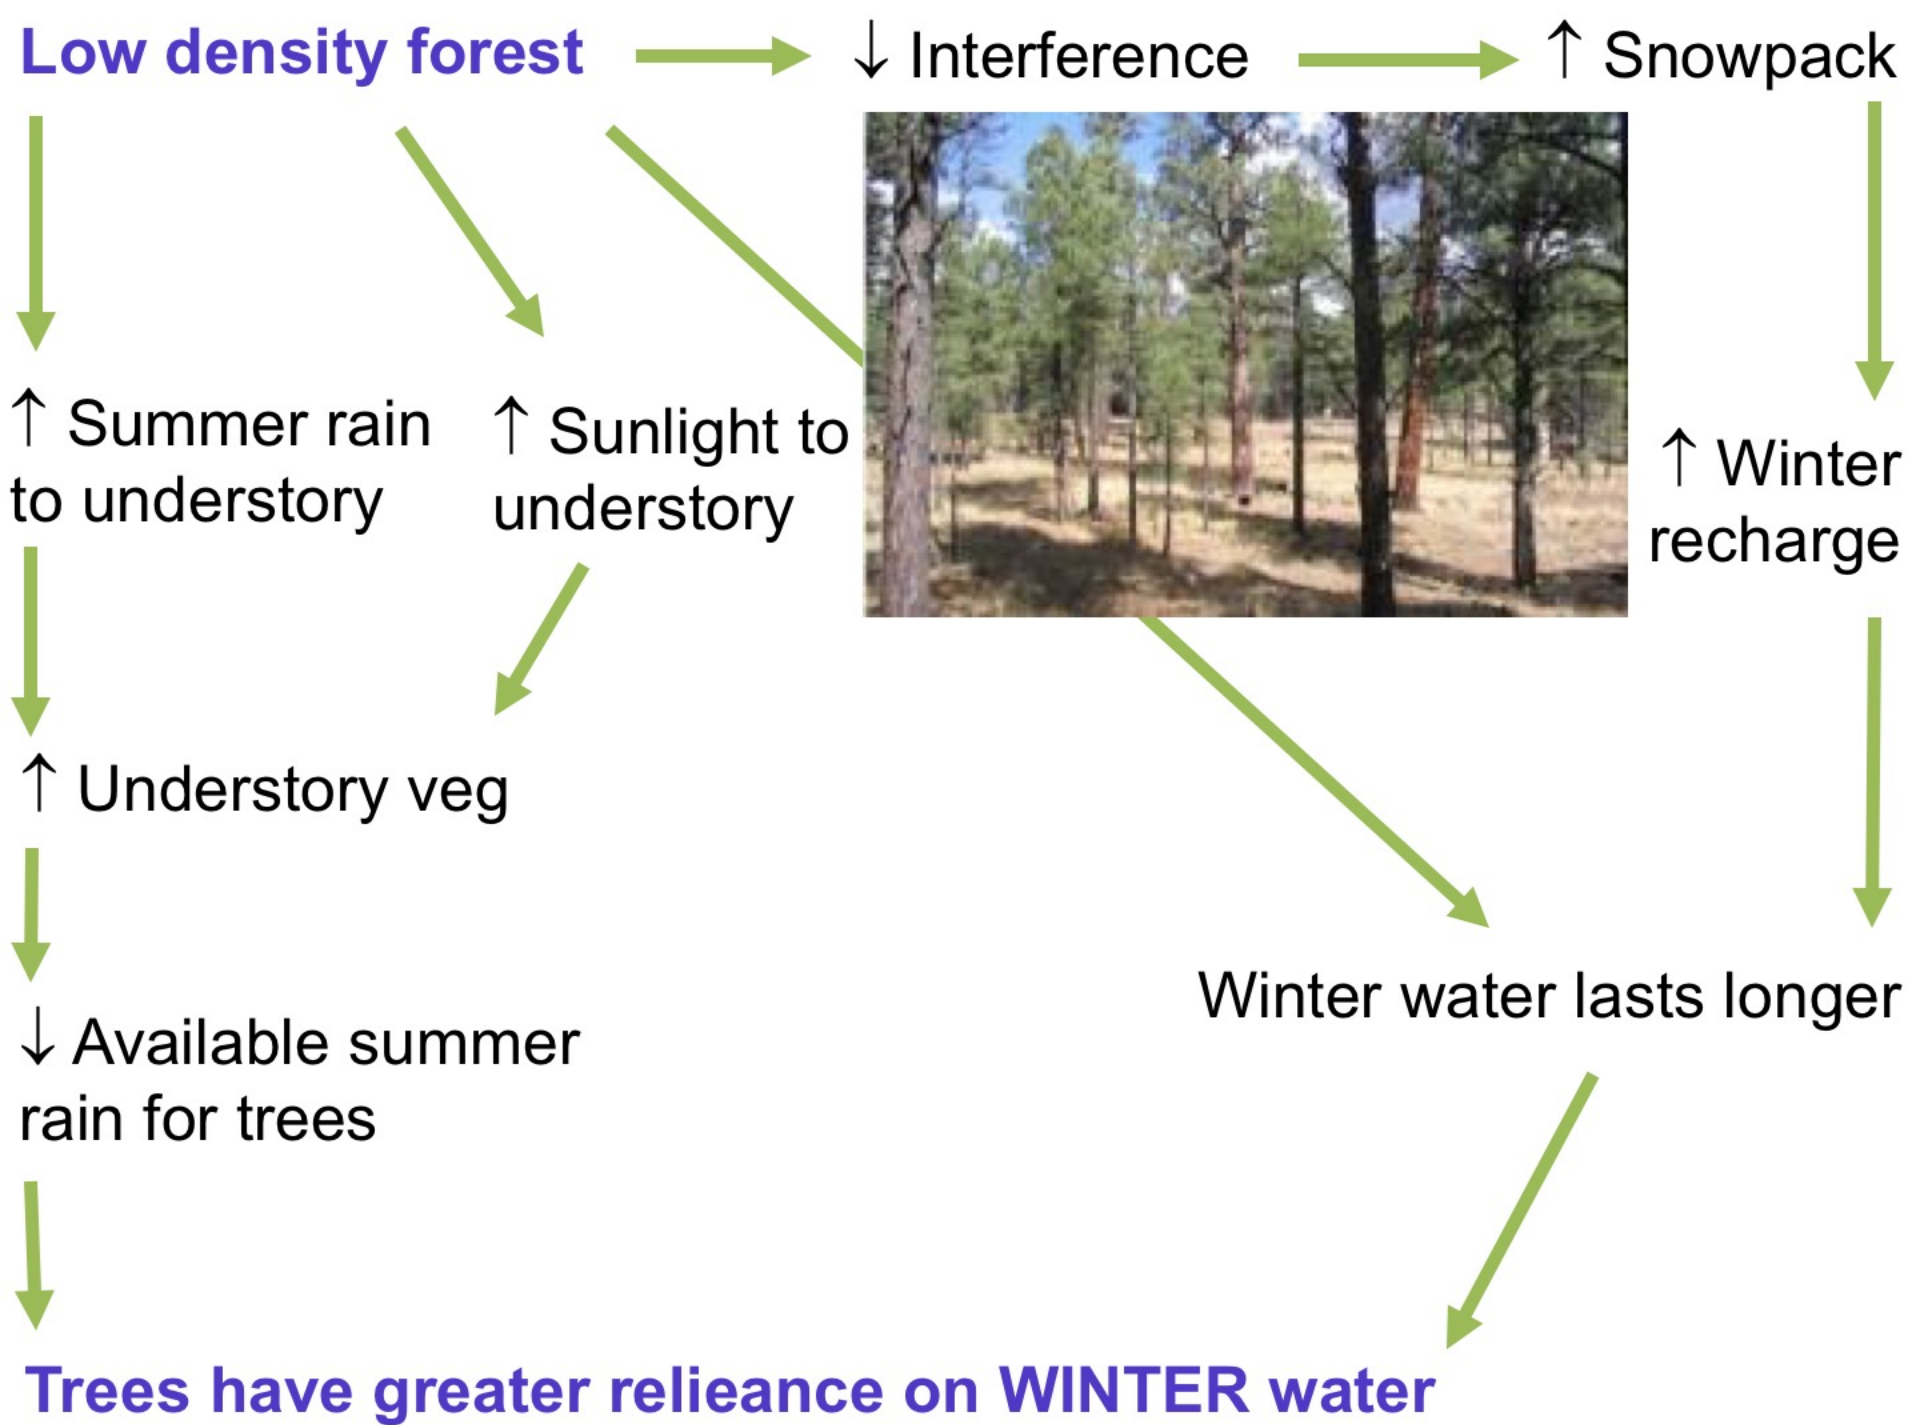 Low density forest
↓ Interference
↑ Snowpack
↑ Summer rain
to understory
↑ Sunlight to
understory
↑ Winter
recharge
↑ Understory veg
↓ Available summer
rain for trees
Winter water lasts longer
Trees have greater relieance on WINTER water